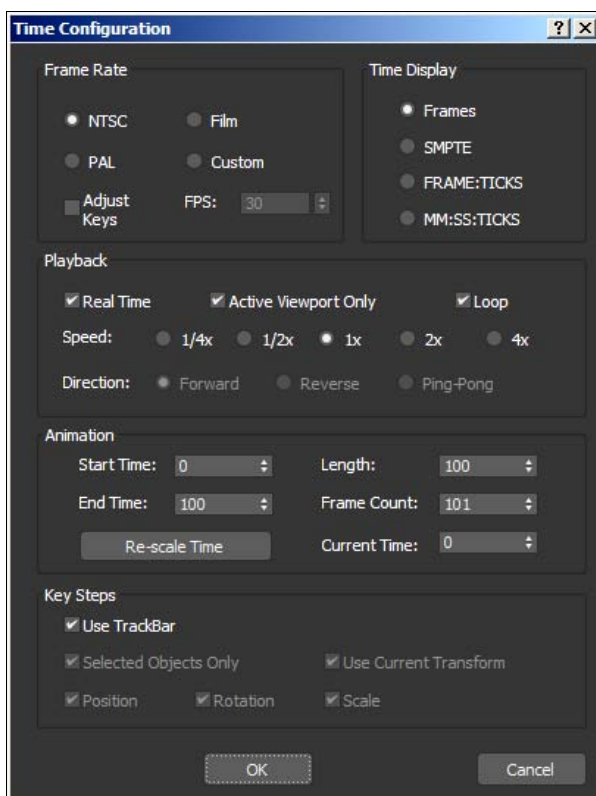 Time Configuration
Frame Rate
NTSC Film
PAL Custom
Adjust Keys FPS: 30
Time Display
Frames
SMPTE
FRAME:TICKS
MM:SS:TICKS
Playback
Real Time Active Viewport Only Loop
Speed: 1/4x 1/2x 1x 2x 4x
Direction: Forward Reverse Ping-Pong
Animation
Start Time: 0 Length: 100
End Time: 100 Frame Count: 101
Re-scale Time Current Time: 0
Key Steps
Use TrackBar
Selected Objects Only Use Current Transform
Position Rotation Scale
OK Cancel